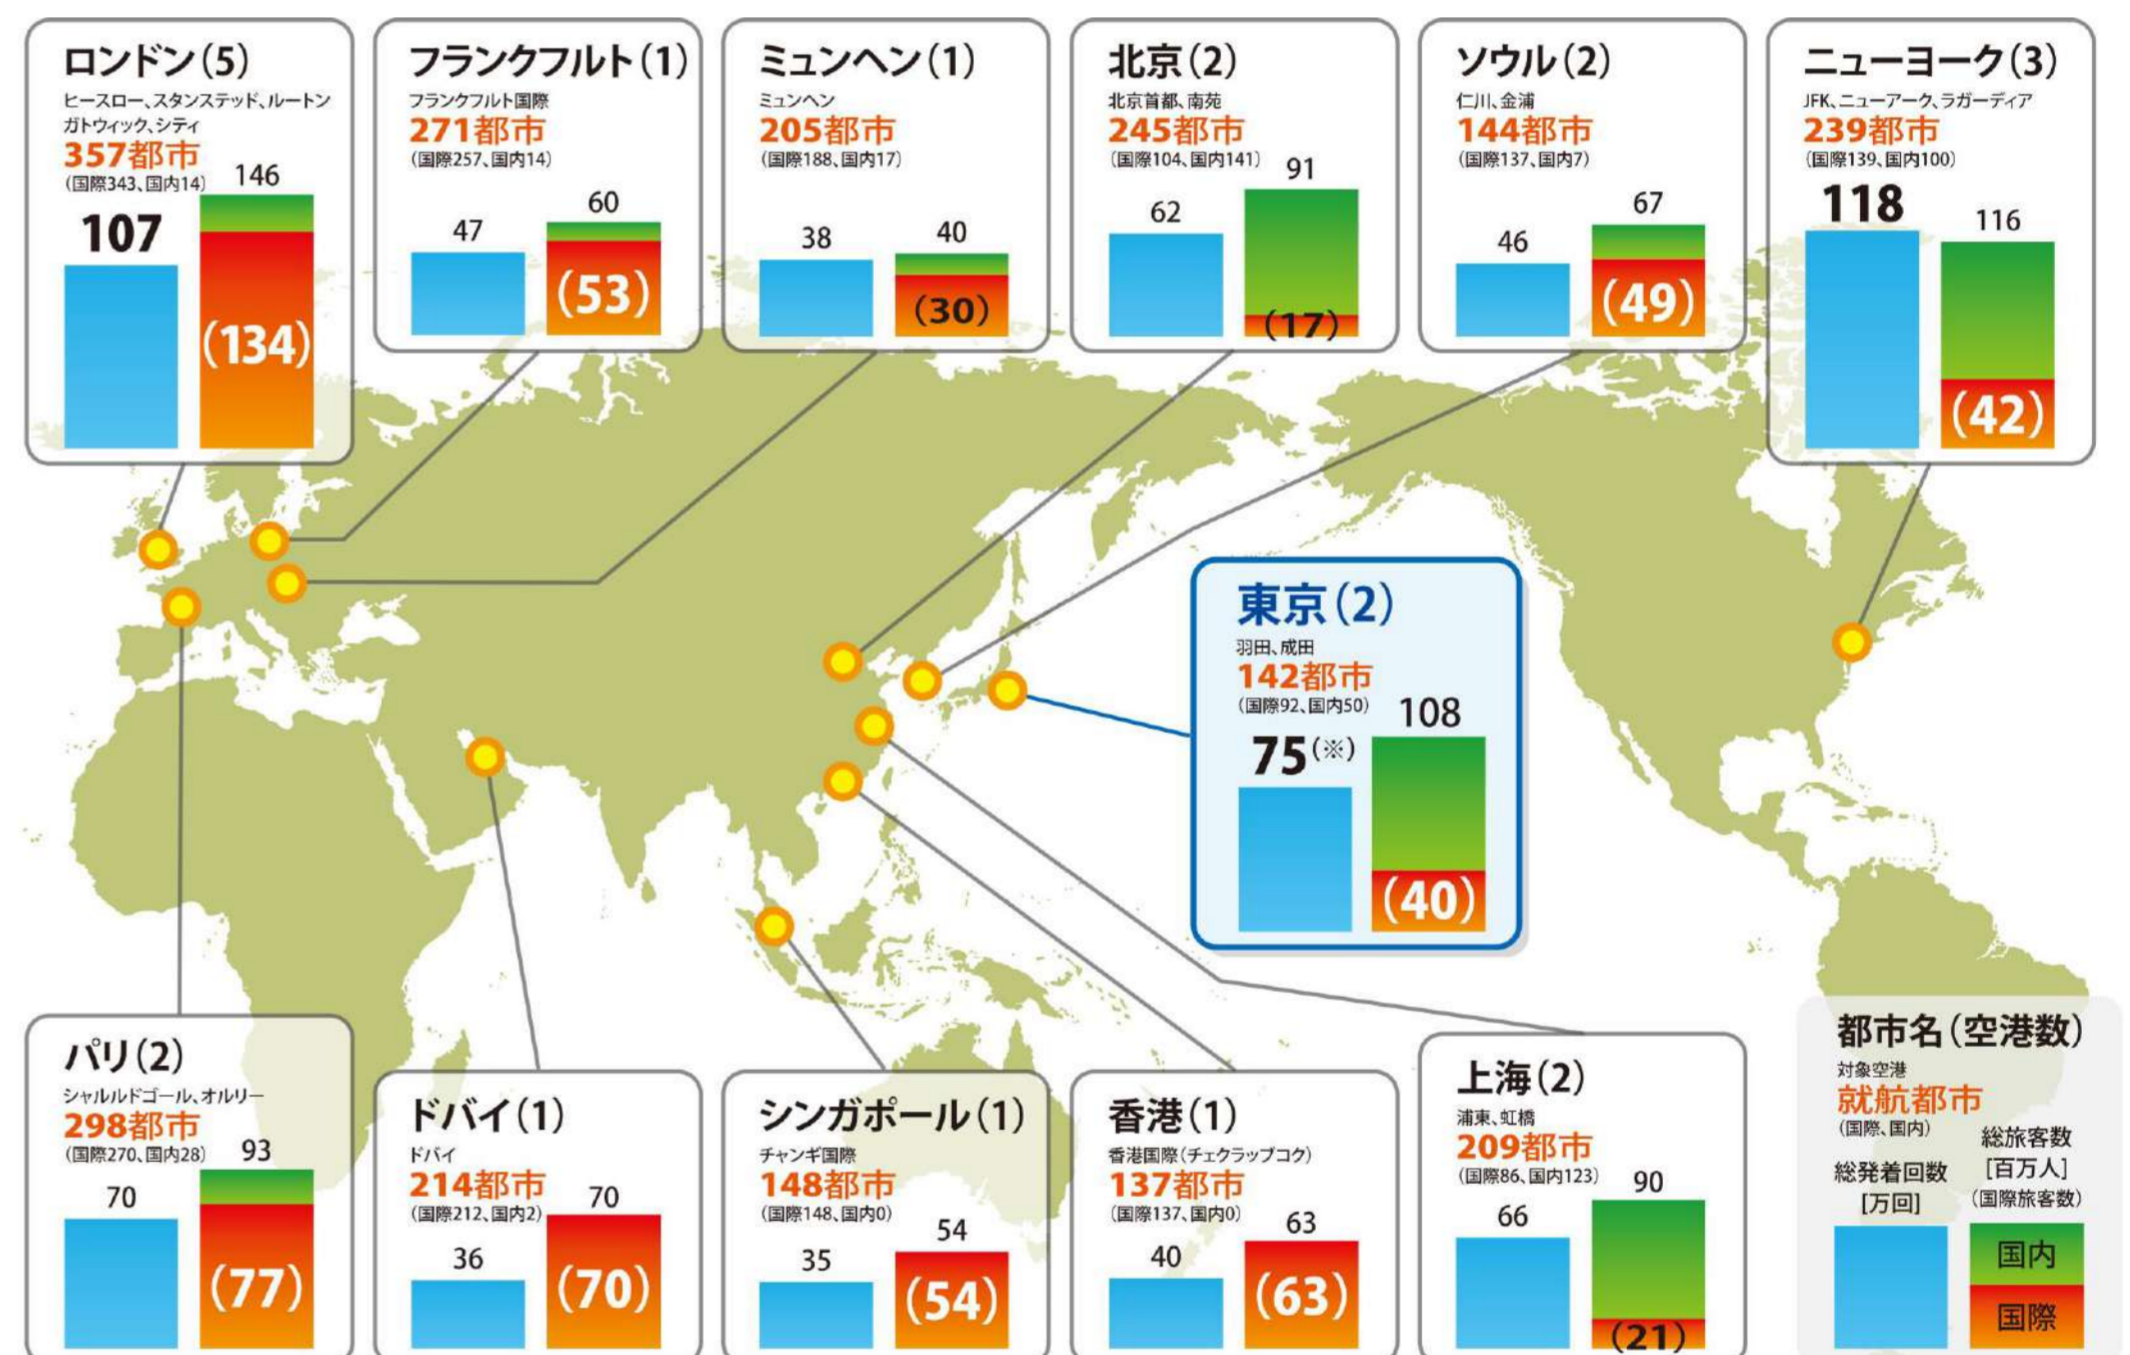 ロンドン(5)
ヒースロー、スタンステッド、ルートン
ガトウィック、シティ
357都市
(国際343、国内14)
107
146
(134)
フランクフルト(1)
フランクフルト国際
271都市
(国際257、国内14)
47
60
(53)
ミュンヘン(1)
ミュンヘン
205都市
(国際188、国内17)
38
40
(30)
北京(2)
北京首都、南苑
245都市
(国際104、国内141)
62
91
(17)
ソウル(2)
仁川、金浦
144都市
(国際137、国内7)
46
67
(49)
ニューヨーク(3)
JFK、ニューアーク、ラガーディア
239都市
(国際139、国内100)
118
116
(42)
東京(2)
羽田、成田
142都市
(国際92、国内50)
75(※)
108
(40)
パリ(2)
シャルルドゴール、オルリー
298都市
(国際270、国内28)
70
93
(77)
ドバイ(1)
ドバイ
214都市
(国際212、国内2)
36
70
(70)
シンガポール(1)
チャンギ国際
148都市
(国際148、国内0)
35
54
(54)
香港(1)
香港国際(チェクラップコク)
137都市
(国際137、国内0)
40
63
(63)
上海(2)
浦東、虹橋
209都市
(国際86、国内123)
66
90
(21)
都市名(空港数)
対象空港
就航都市
(国際、国内)
総発着回数
[万回]
総旅客数
[百万人]
(国際旅客数)
国内
国際